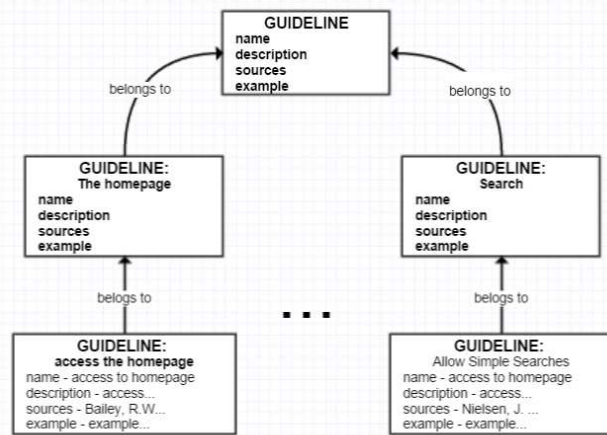 GUIDELINE
name
description
sources
example
belongs to
belongs to
GUIDELINE:
The homepage
name
description
sources
example
GUIDELINE:
Search
name
description
sources
example
belogs to
belogs to
...
GUIDELINE:
access the homepage
name - access to homepage
description - access...
sources - Bailey, R.W...
example - example...
GUIDELINE:
Allow Simple Searches
name - access to homepage
description - access...
sources - Nielsen, J. ...
example - example...